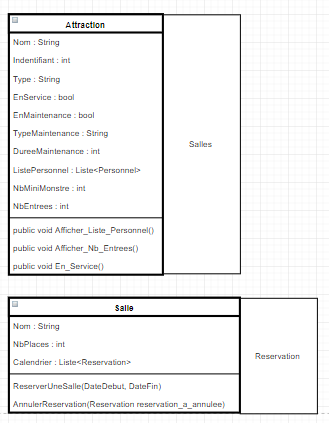 Attraction
Nom : String
Indentifiant : int
Type : String
EnService : bool
EnMaintenance : bool
TypeMaintenance : String
DureeMaintenance : int
ListePersonnel : Liste<Personnel>
NbMiniMonstre : int
NbEntrees : int
public void Afficher_Liste_Personnel()
public void Afficher_Nb_Entrees()
public void En_Service()
Salles
Salle
Nom : String
NbPlaces : int
Calendrier : Liste<Reservation>
ReserverUneSalle(DateDebut, DateFin)
AnnulerReservation(Reservation reservation_a_annulee)
Reservation